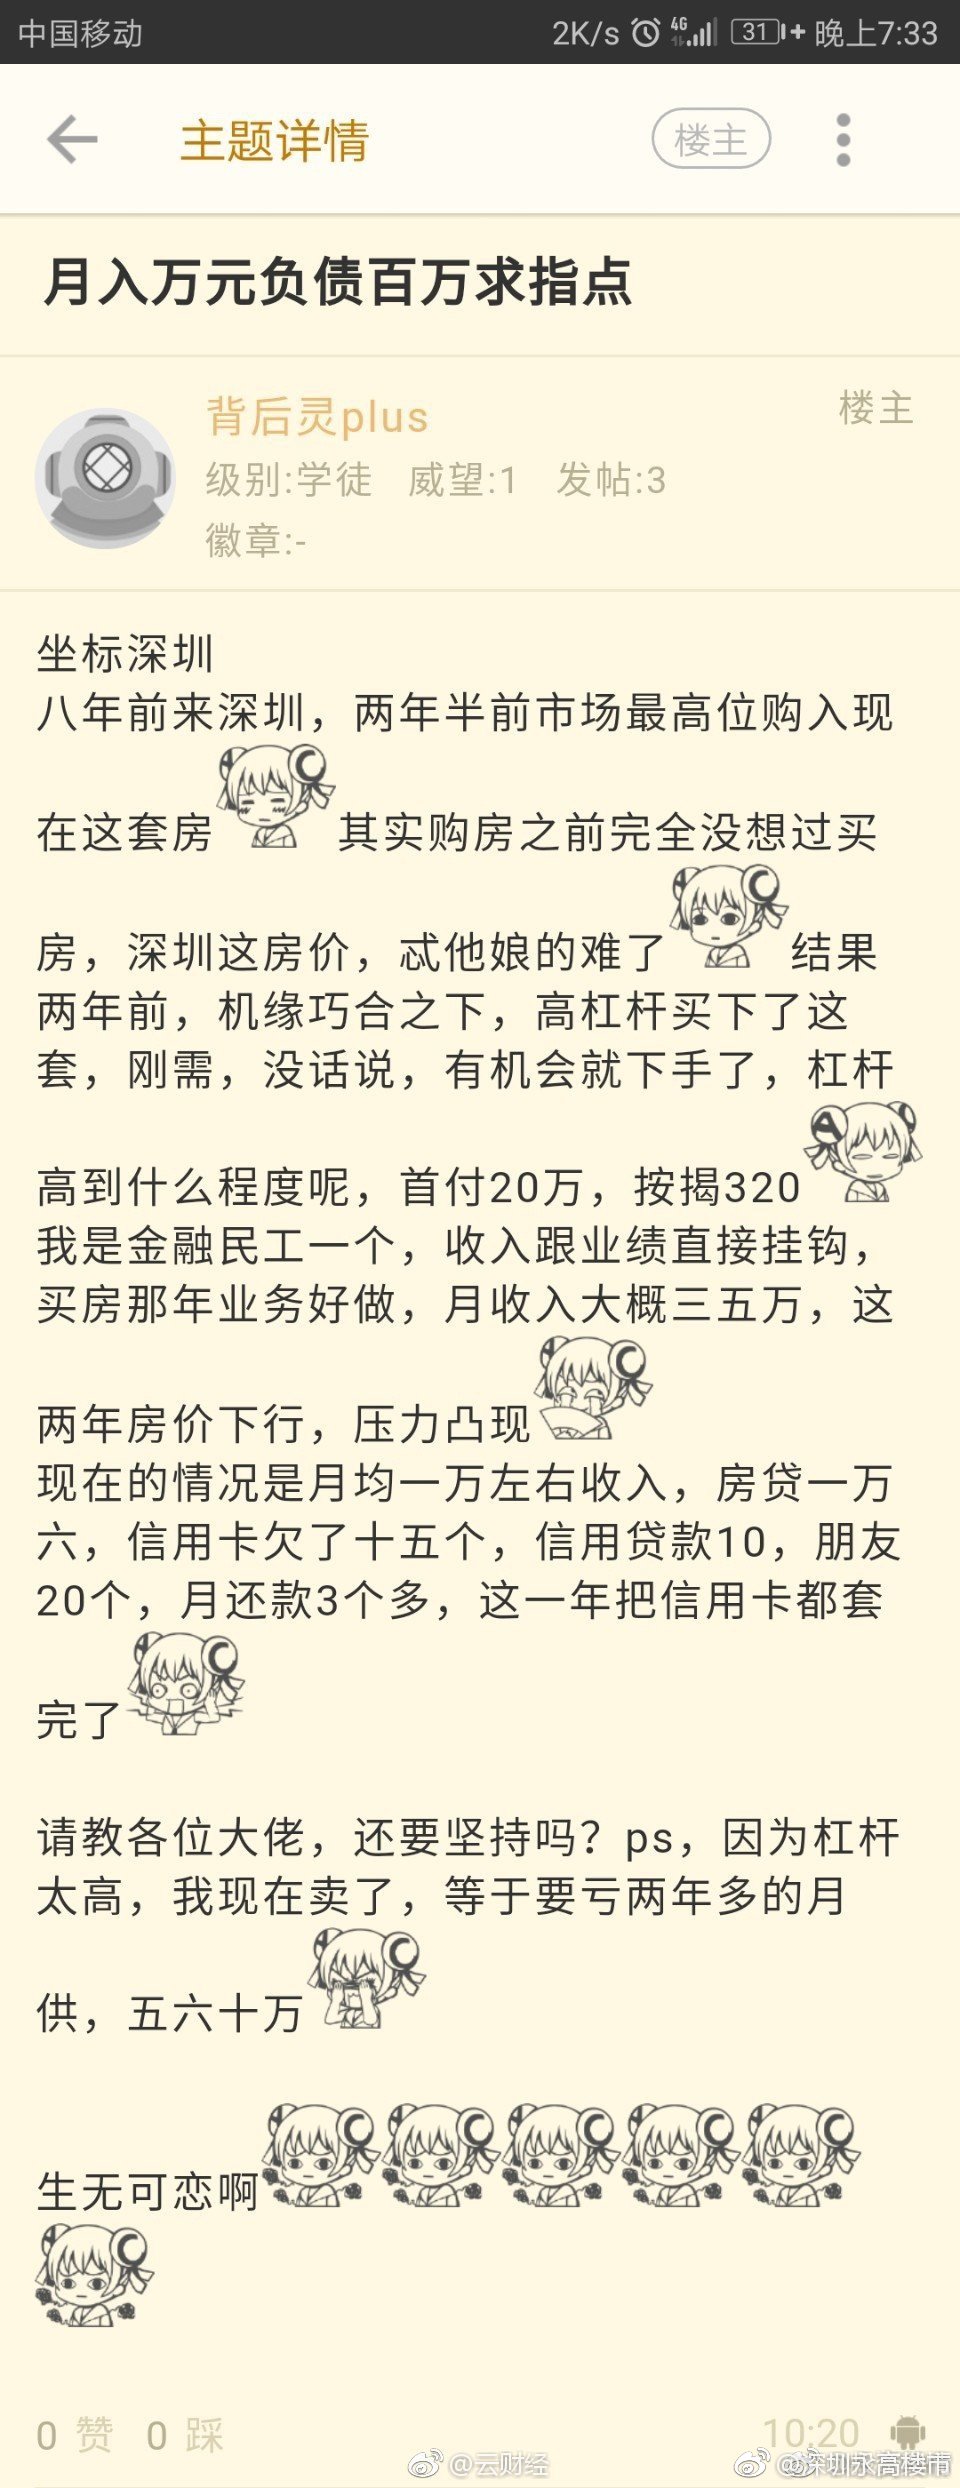 中国移动 2K/s 4G 31 晚上7:33
主题详情 楼主
月入万元负债百万求指点
背后灵plus 楼主
级别:学徒 威望:1 发帖:3
徽章:-
坐标深圳
八年前来深圳，两年半前市场最高位购入现
在这套房 其实购房之前完全没想过买
房，深圳这房价，忒他娘的难了 结果
两年前，机缘巧合之下，高杠杆买下了这
套，刚需，没话说，有机会就下手了，杠杆
高到什么程度呢，首付20万，按揭320
我是金融民工一个，收入跟业绩直接挂钩，
买房那年业务好做，月收入大概三五万，这
两年房价下行，压力凸现
现在的情况是月均一万左右收入，房贷一万
六，信用卡欠了十五个，信用贷款10，朋友
20个，月还款3个多，这一年把信用卡都套
完了
请教各位大佬，还要坚持吗？ps，因为杠杆
太高，我现在卖了，等于要亏两年多的月
供，五六十万
生无可恋啊
0 赞 0 踩 10:20
@云财经 @深圳永高楼市